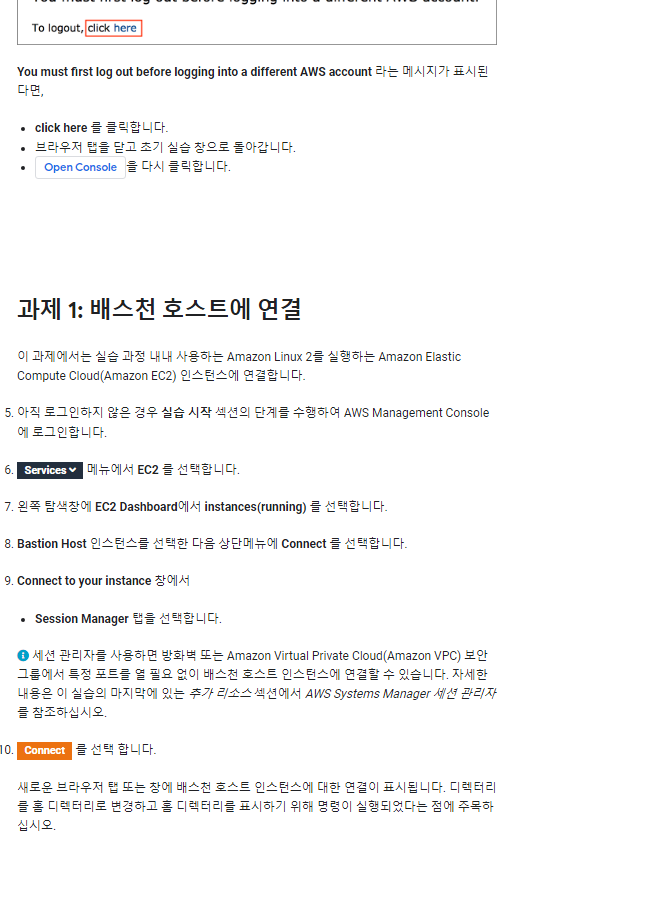 You must first log out before logging into a different AWS account.
To logout, click here
You must first log out before logging into a different AWS account 라는 메시지가 표시된
다면,
• click here 를 클릭합니다.
• 브라우저 탭을 닫고 초기 실습 창으로 돌아갑니다.
• Open Console 을 다시 클릭합니다.
과제 1: 배스천 호스트에 연결
이 과제에서는 실습 과정 내내 사용하는 Amazon Linux 2를 실행하는 Amazon Elastic
Compute Cloud(Amazon EC2) 인스턴스에 연결합니다.
5. 아직 로그인하지 않은 경우 실습 시작 섹션의 단계를 수행하여 AWS Management Console
에 로그인합니다.
6. Services 메뉴에서 EC2 를 선택합니다.
7. 왼쪽 탐색창에 EC2 Dashboard에서 instances(running) 를 선택합니다.
8. Bastion Host 인스턴스를 선택한 다음 상단메뉴에 Connect 를 선택합니다.
9. Connect to your instance 창에서
• Session Manager 탭을 선택합니다.
세션 관리자를 사용하면 방화벽 또는 Amazon Virtual Private Cloud(Amazon VPC) 보안
그룹에서 특정 포트를 열 필요 없이 배스천 호스트 인스턴스에 연결할 수 있습니다. 자세한
내용은 이 실습의 마지막에 있는 추가 리소스 섹션에서 AWS Systems Manager 세션 관리자
를 참조하십시오.
10. Connect 를 선택 합니다.
새로운 브라우저 탭 또는 창에 배스천 호스트 인스턴스에 대한 연결이 표시됩니다. 디렉터리
를 홈 디렉터리로 변경하고 홈 디렉터리를 표시하기 위해 명령이 실행되었다는 점에 주목하
십시오.